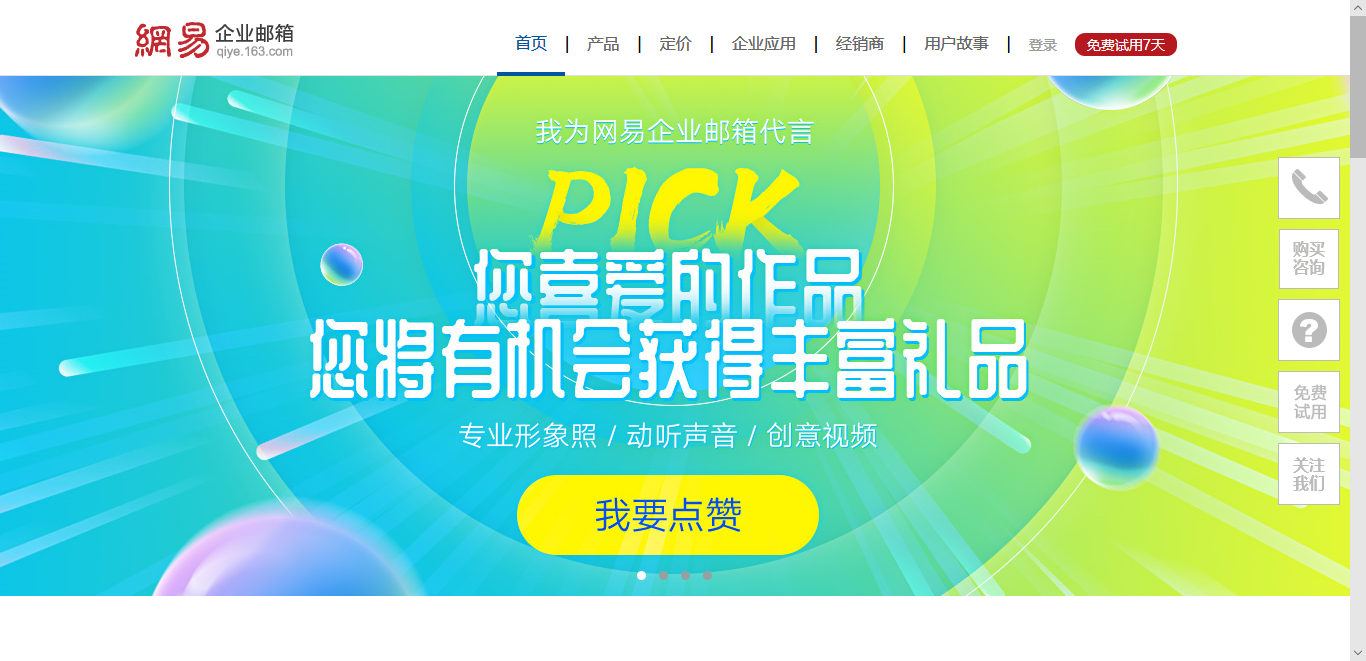 網易 企业邮箱
qiye.163.com
首页 | 产品 | 定价 | 企业应用 | 经销商 | 用户故事 | 登录 免费试用7天
我为网易企业邮箱代言
PICK
您喜爱的作品
您将有机会获得丰富礼品
专业形象照 / 动听声音 / 创意视频
我要点赞
购买
咨询
?
免费
试用
关注
我们